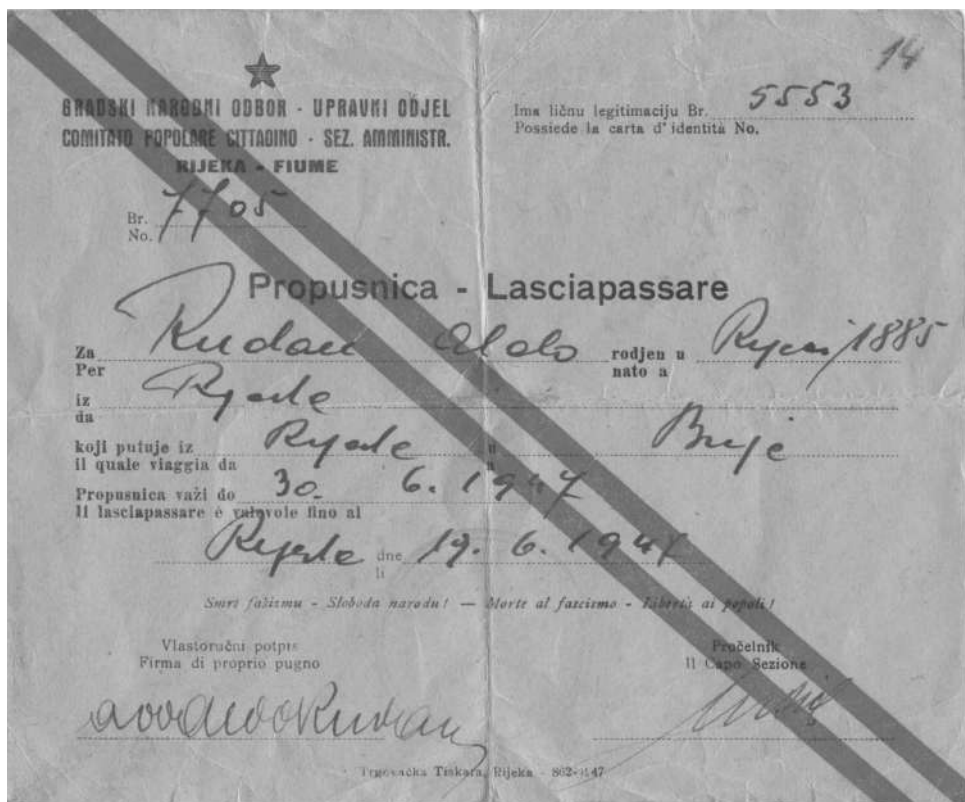 14
GRADSKI NARODNI ODBOR - UPRAVNI ODJEL
COMITATO POPOLARE CITTADINO - SEZ. AMMINISTR.
RIJEKA - FIUME
Br. 7705
No.
Ima ličnu legitimaciju Br. 5553
Possiede la carta d'identità No.
Propusnica - Lasciapassare
Za Rudan Aldo rodjen u 1885
Per nato a
iz Rijeke
da
koji putuje iz Rijeke u
il quale viaggia da a
Propusnica važi do 30. 6. 1947
Il lasciapassare é valevole fino al
Rijeka dne 19. 6. 1947
li
Smrt fašizmu - Sloboda narodu! — Morte al fascismo - Libertà ai popoli!
Vlastoručni potpis
Firma di proprio pugno
Pročelnik
Il Capo Sezione
Trgovačka Tiskara, Rijeka - 862-447